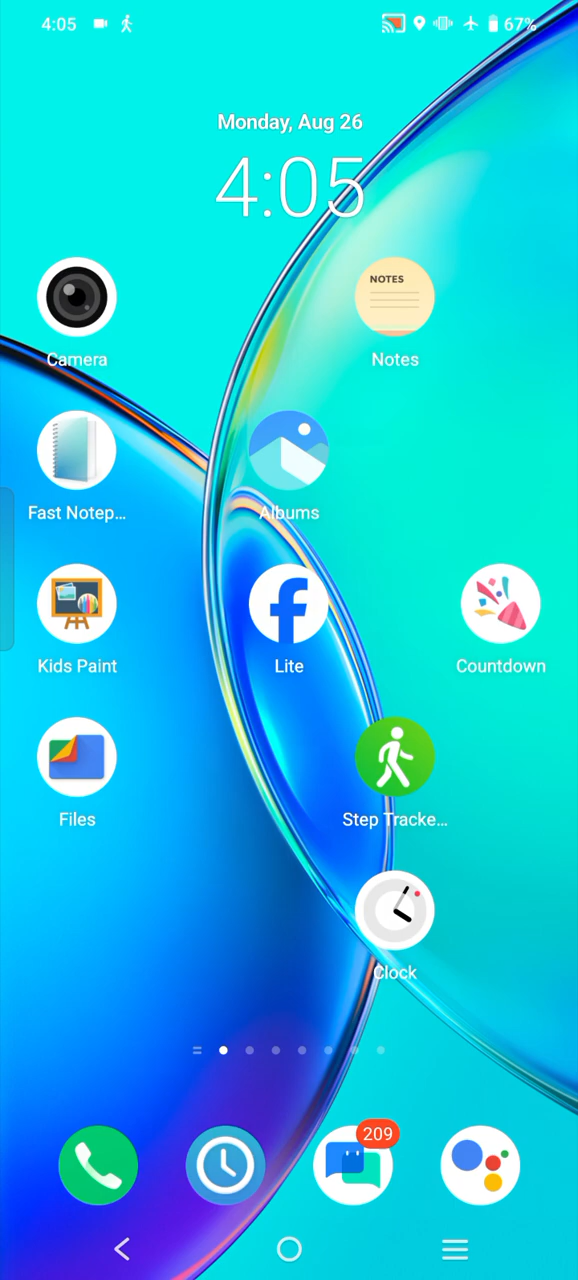 4:05
67%
Monday, Aug 26
4:05
NOTES
Camera
Notes
Fast Notep...
Albums
Kids Paint
Lite
Countdown
Files
Step Tracke...
Clock
209